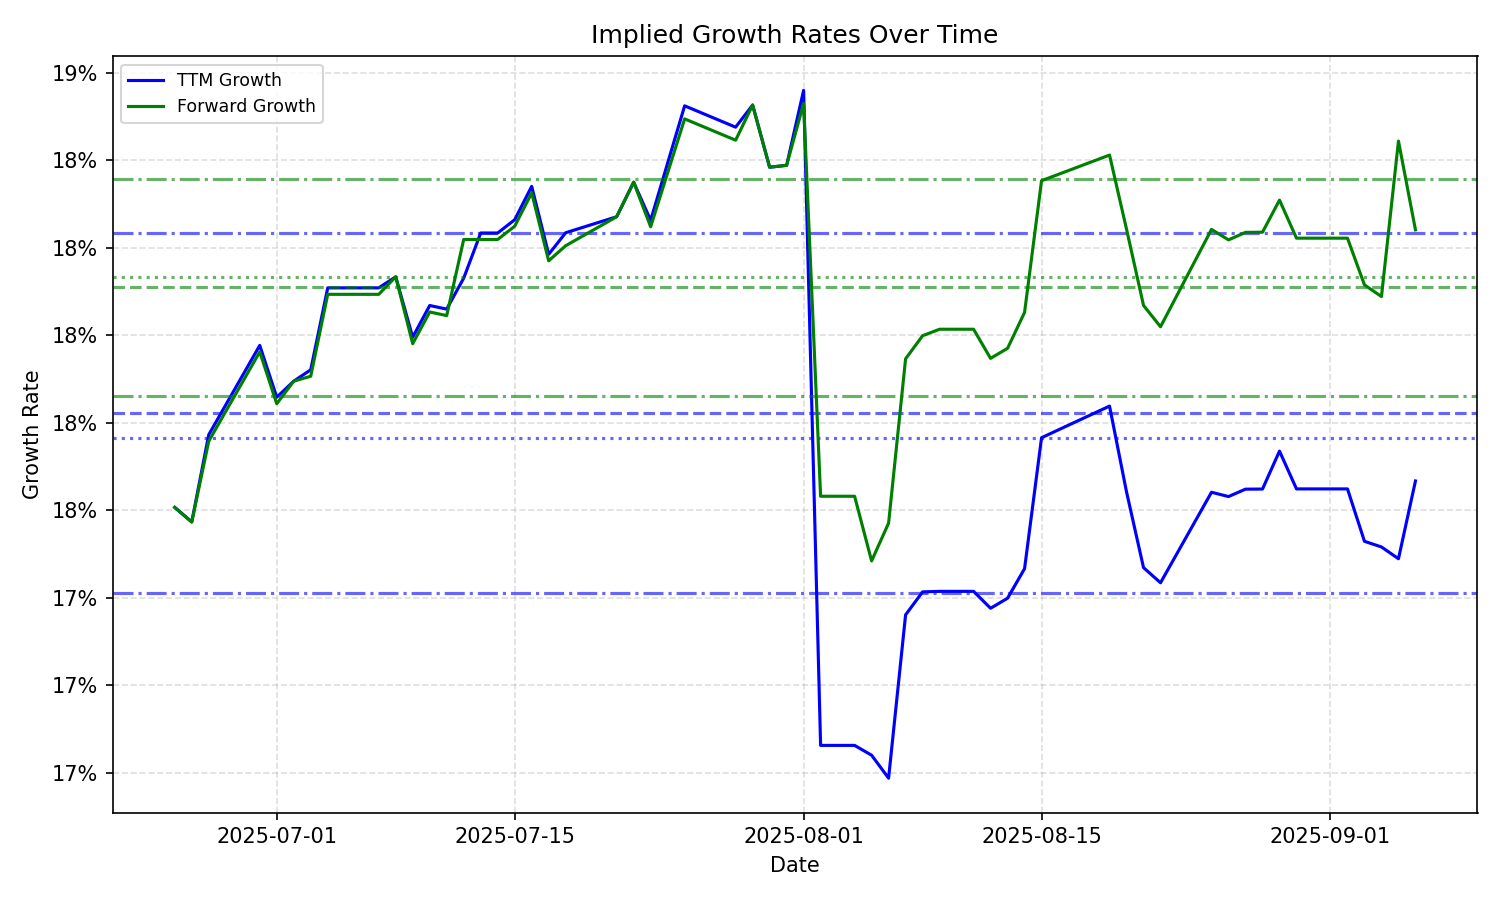 Implied Growth Rates Over Time
TTM Growth
Forward Growth
19%
18%
18%
18%
18%
18%
17%
17%
17%
Growth Rate
2025-07-01
2025-07-15
2025-08-01
2025-08-15
2025-09-01
Date